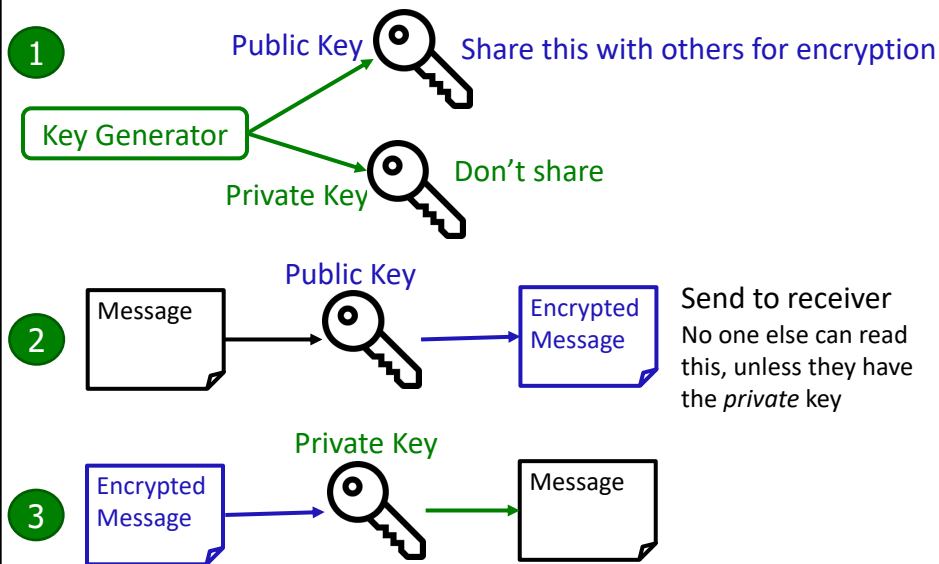 1
Public Key
Share this with others for encryption
Key Generator
Private Key
Don’t share
2
Message
Public Key
Encrypted
Message
Send to receiver
No one else can read
this, unless they have
the private key
3
Encrypted
Message
Private Key
Message